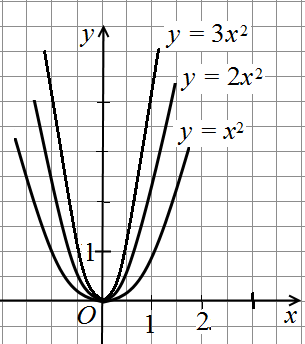 y
y = 3x²
y = 2x²
y = x²
1
O
1
2
x